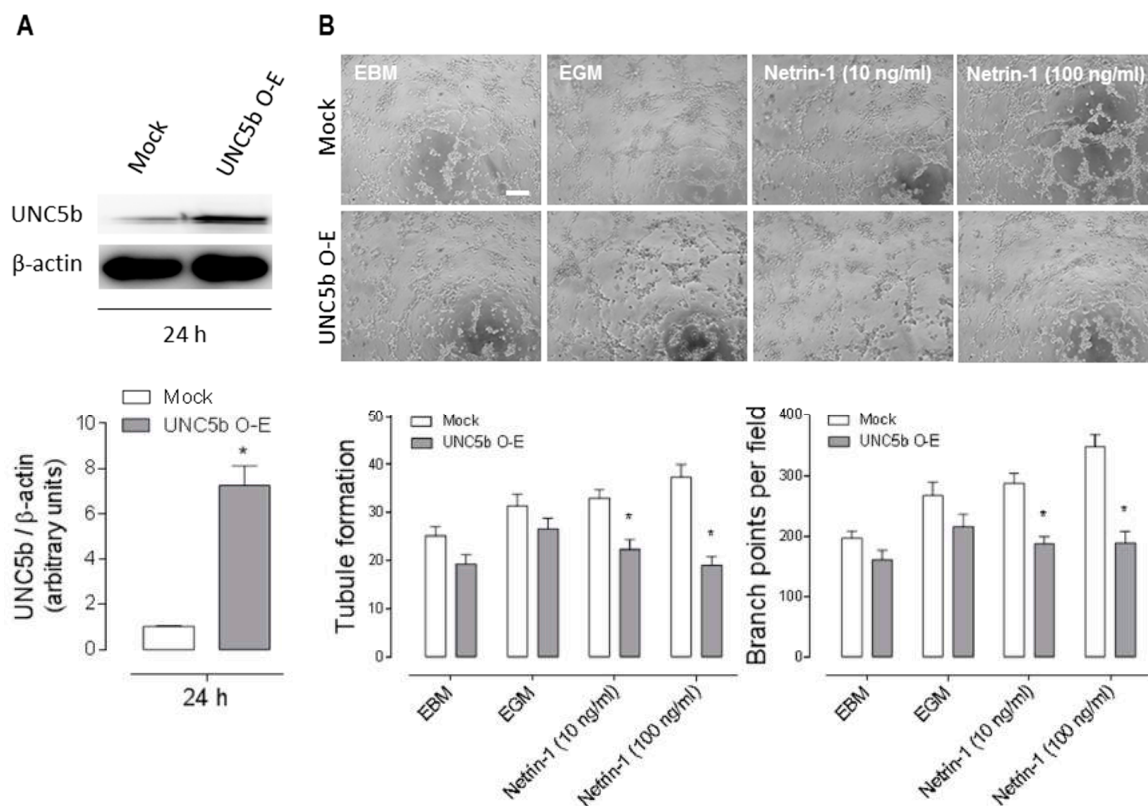 A
Mock
UNC5b O-E
UNC5b
β-actin
24 h
Mock
UNC5b O-E
UNC5b / β-actin
(arbitrary units)
10
8
6
4
2
0
*
24 h
B
EBM
EGM
Netrin-1 (10 ng/ml)
Netrin-1 (100 ng/ml)
Mock
UNC5b O-E
Tubule formation
50
40
30
20
10
0
Mock
UNC5b O-E
*
*
EBM
EGM
Netrin-1 (10 ng/ml)
Netrin-1 (100 ng/ml)
Branch points per field
400
300
200
100
0
Mock
UNC5b O-E
*
*
EBM
EGM
Netrin-1 (10 ng/ml)
Netrin-1 (100 ng/ml)